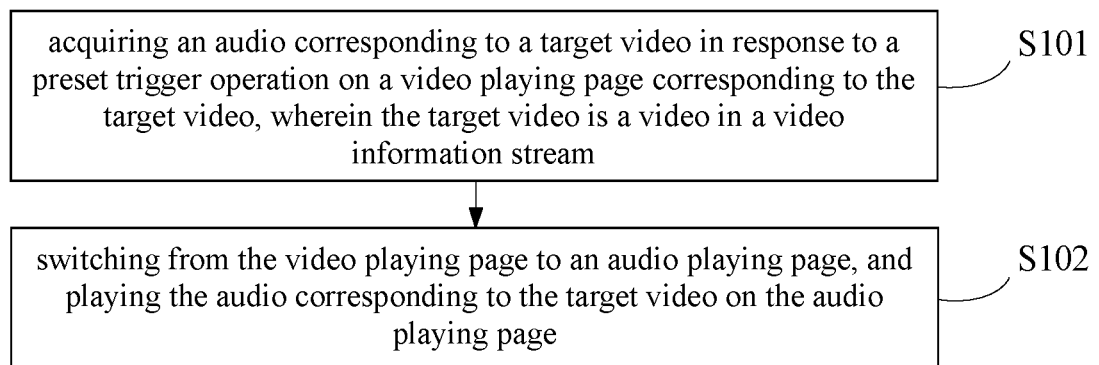 acquiring an audio corresponding to a target video in response to a
preset trigger operation on a video playing page corresponding to the
target video, wherein the target video is a video in a video
information stream
S101
switching from the video playing page to an audio playing page, and
playing the audio corresponding to the target video on the audio
playing page
S102